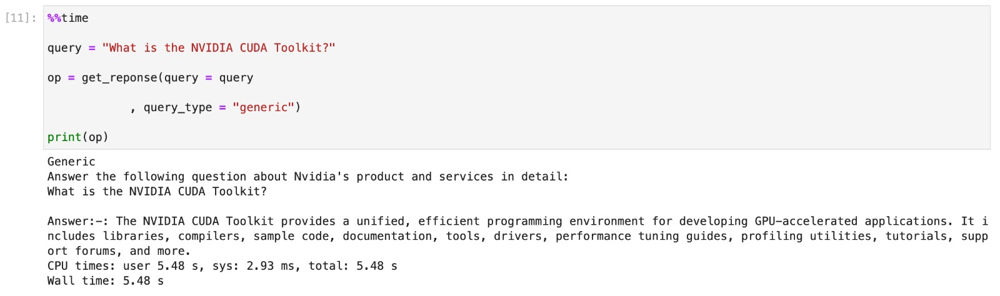 [11]: %%time
query = "What is the NVIDIA CUDA Toolkit?"
op = get_reponse(query = query
, query_type = "generic")
print(op)
Generic
Answer the following question about Nvidia's product and services in detail:
What is the NVIDIA CUDA Toolkit?
Answer:-: The NVIDIA CUDA Toolkit provides a unified, efficient programming environment for developing GPU-accelerated applications. It i
ncludes libraries, compilers, sample code, documentation, tools, drivers, performance tuning guides, profiling utilities, tutorials, supp
ort forums, and more.
CPU times: user 5.48 s, sys: 2.93 ms, total: 5.48 s
Wall time: 5.48 s